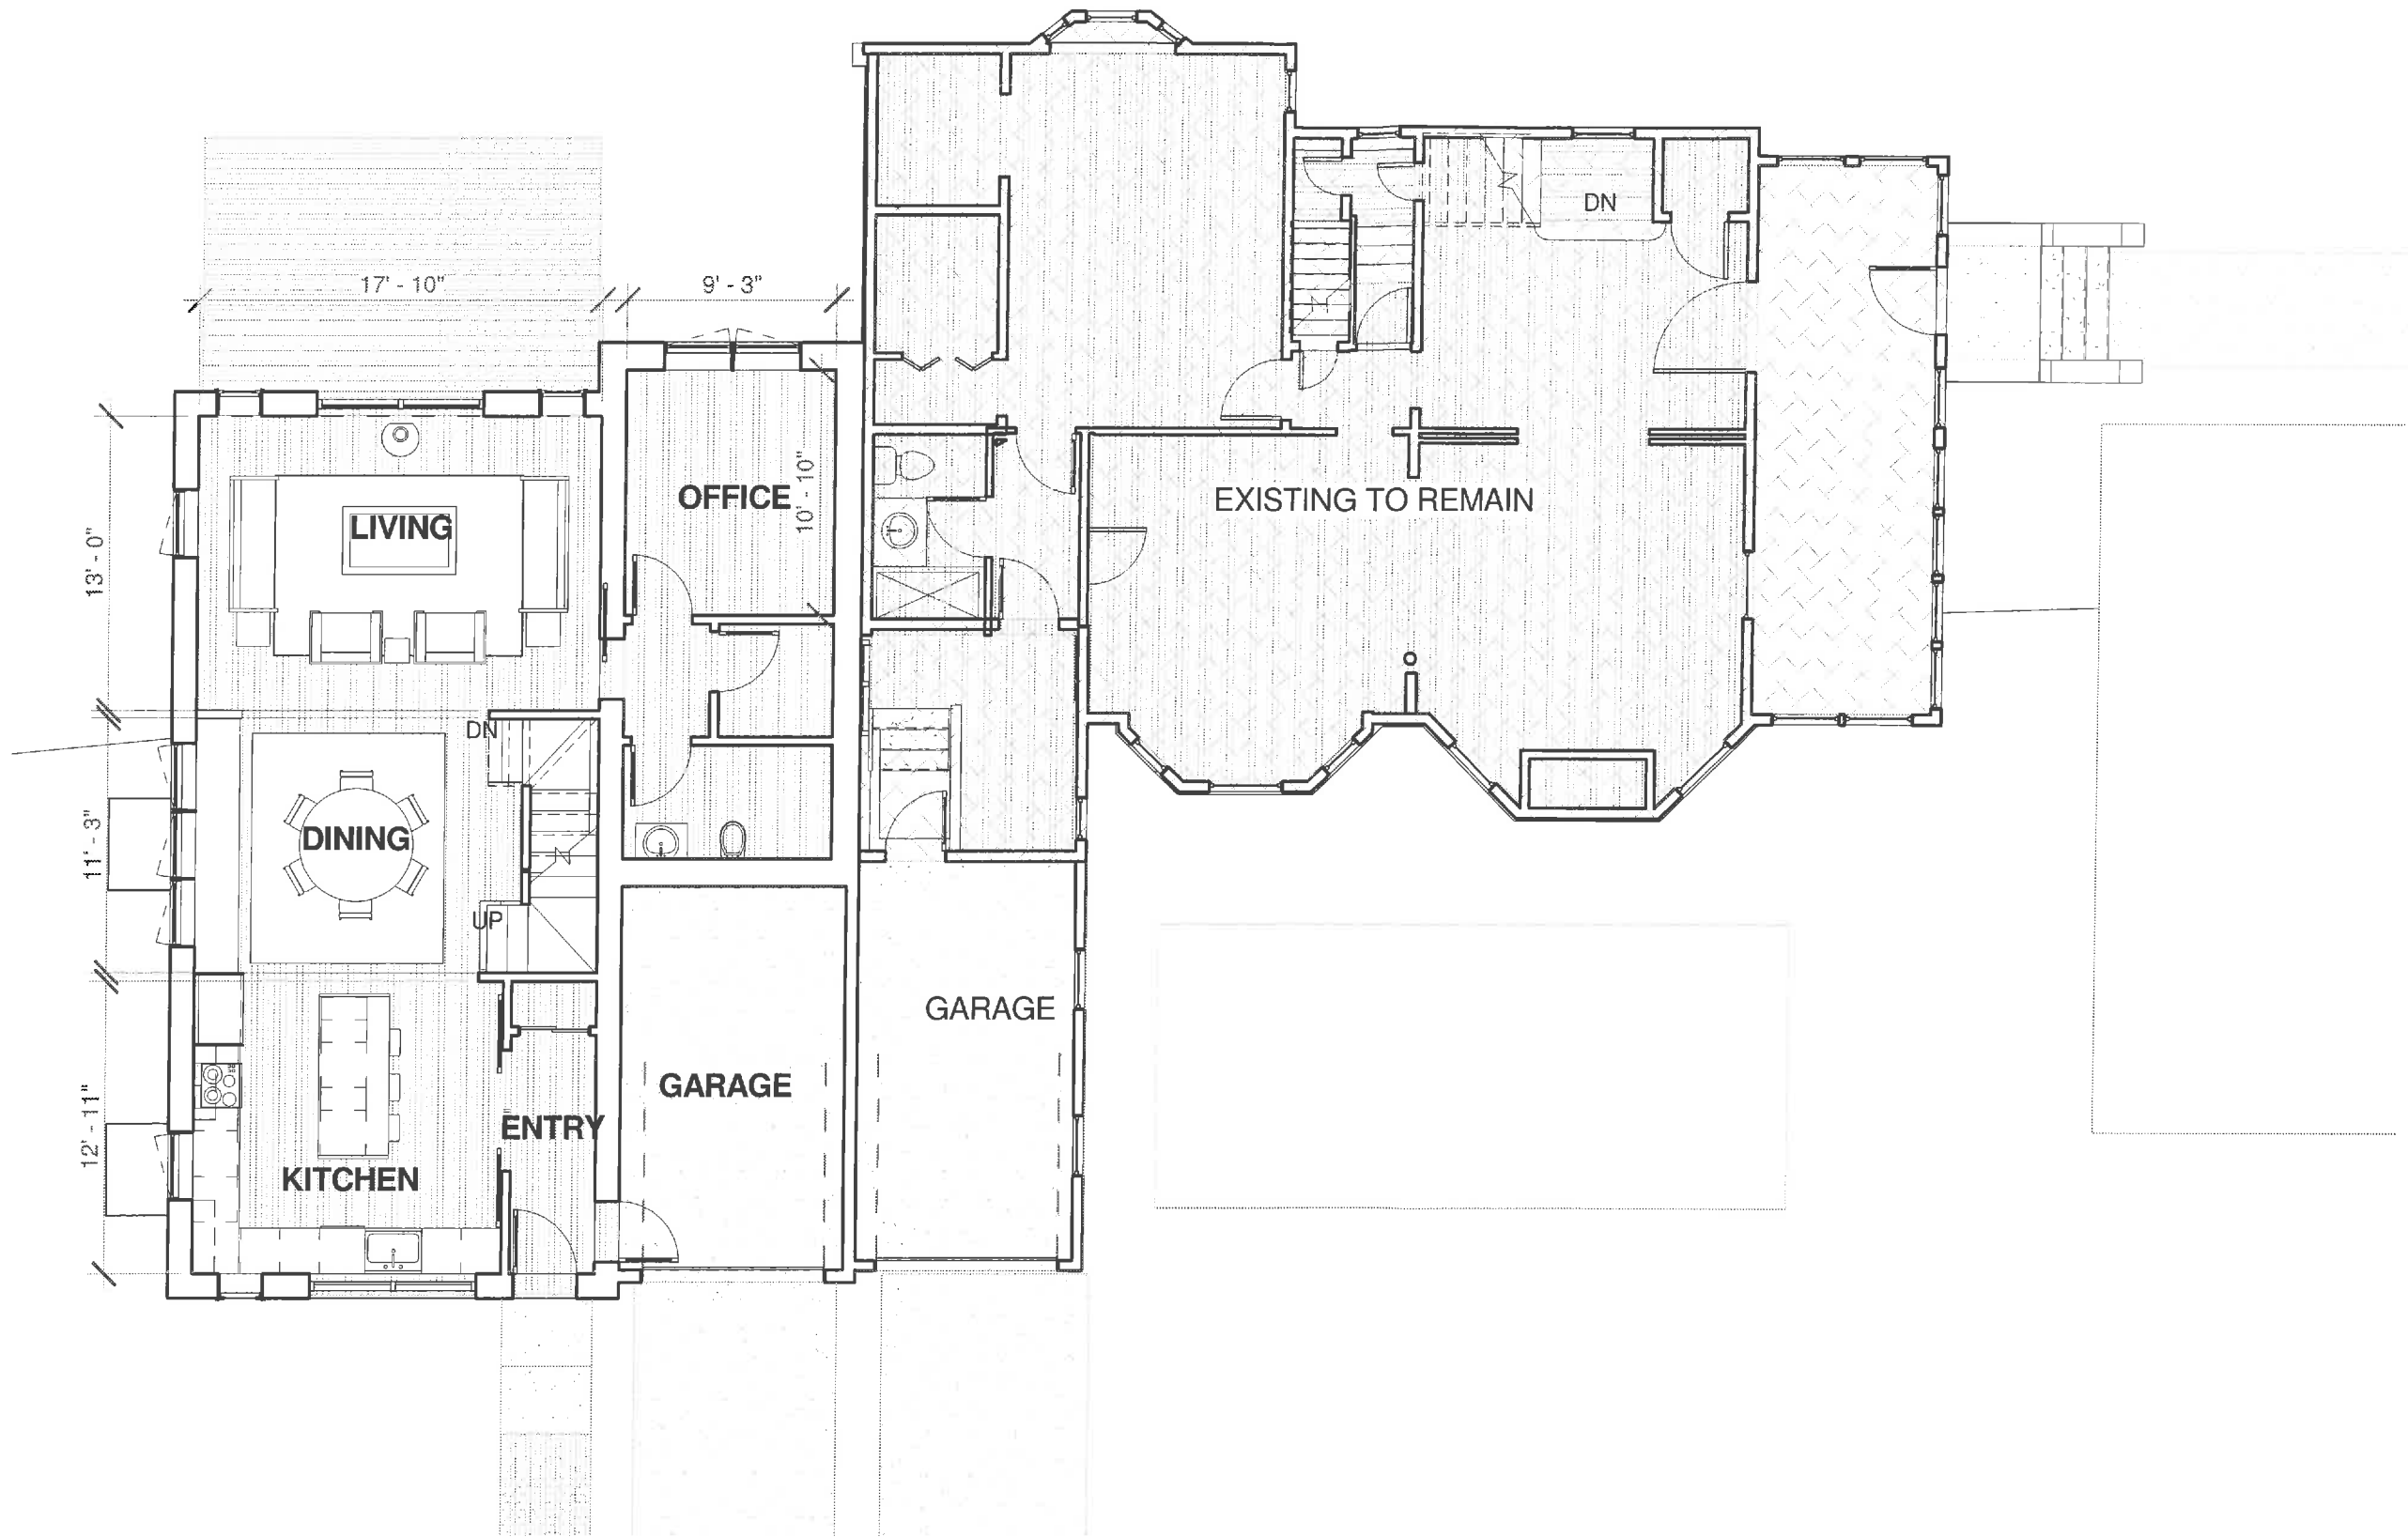 DN
17' - 10"
9' - 3"
OFFICE
10' - 10"
EXISTING TO REMAIN
LIVING
13' - 0"
DN
DINING
11' - 3"
UP
GARAGE
GARAGE
ENTRY
12' - 11"
KITCHEN